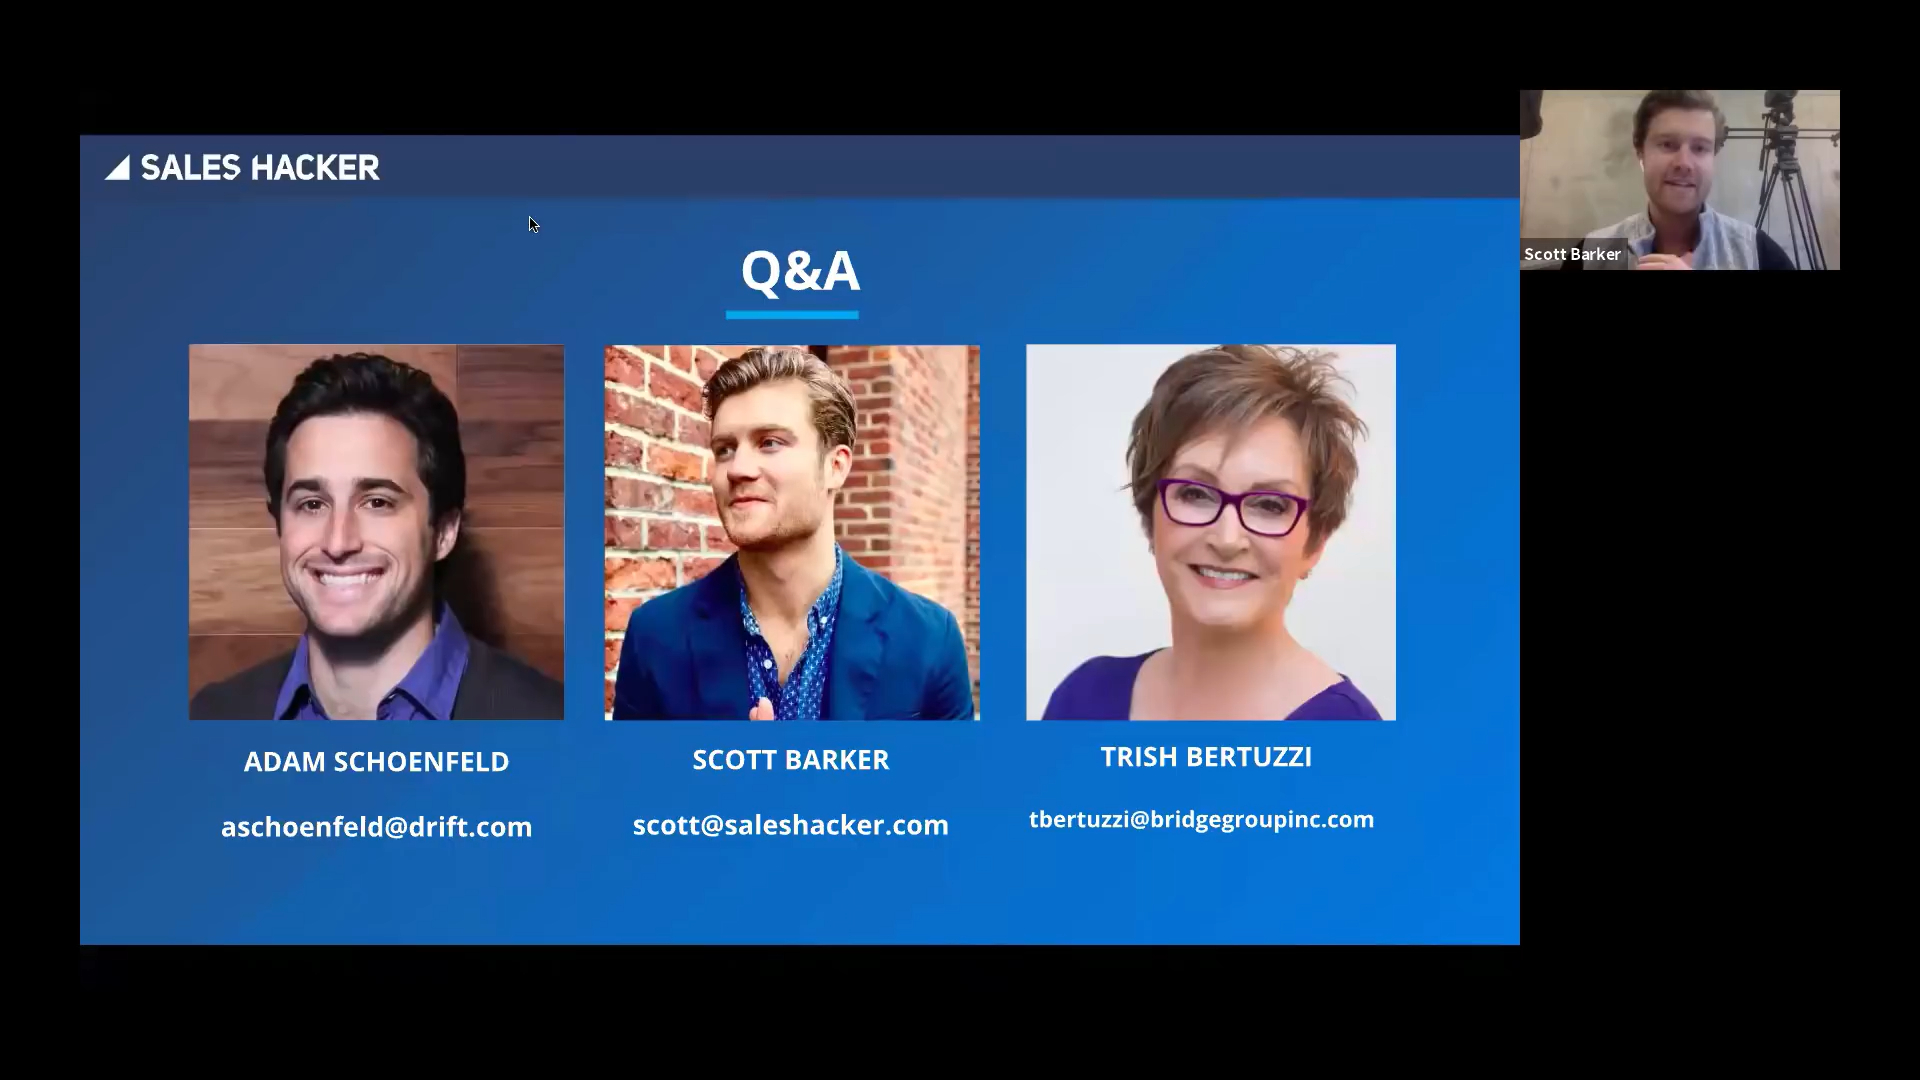 SALES HACKER
Q&A
ADAM SCHOENFELD
aschoenfeld@drift.com
SCOTT BARKER
scott@saleshacker.com
TRISH BERTUZZI
tbertuzzi@bridgegroupinc.com
Scott Barker